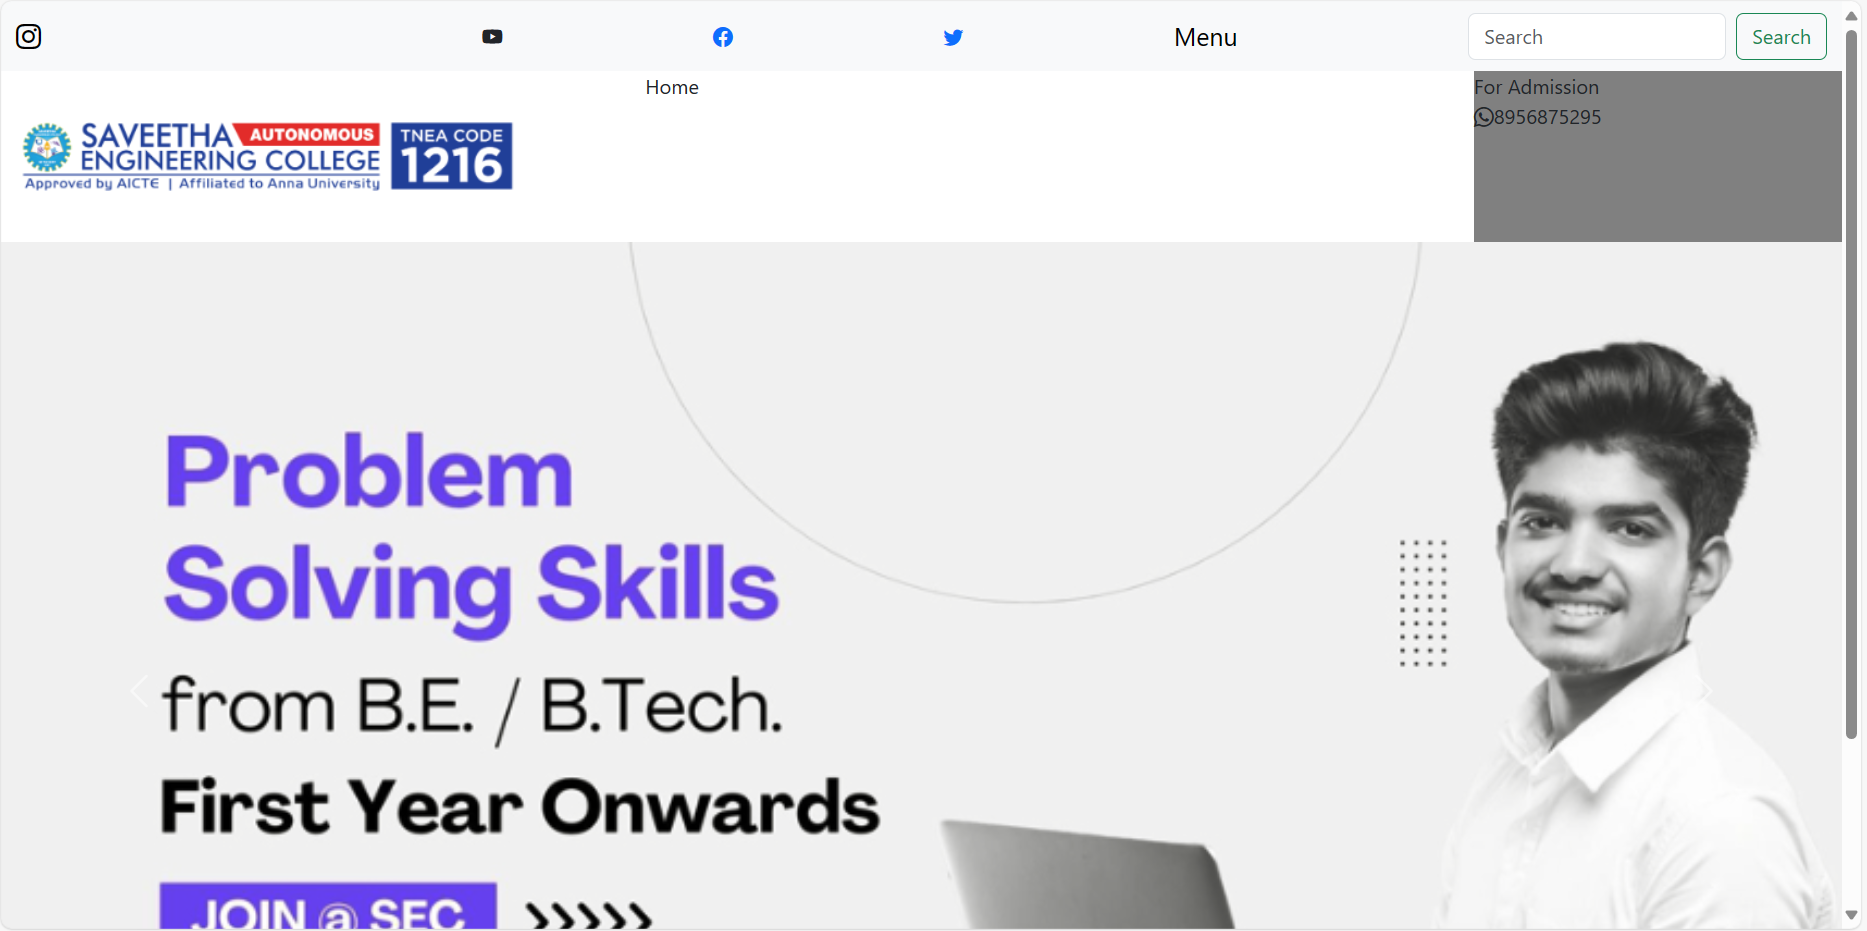 Menu
Search
Search
Home
For Admission
8956875295
SAVEETHA AUTONOMOUS
ENGINEERING COLLEGE
Approved by AICTE | Affiliated to Anna University
TNEA CODE
1216
Problem
Solving Skills
from B.E. / B.Tech.
First Year Onwards
JOIN @ SEC